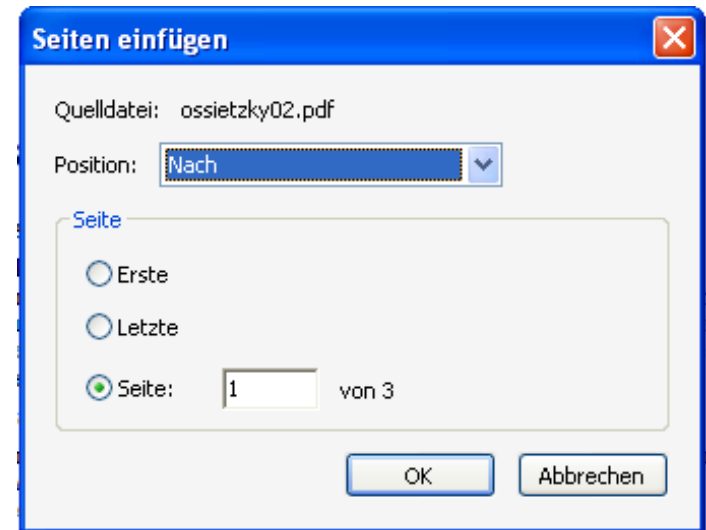 Seiten einfügen
Quelldatei: ossietzky02.pdf
Position: Nach
Seite
Erste
Letzte
Seite: 1 von 3
OK Abbrechen